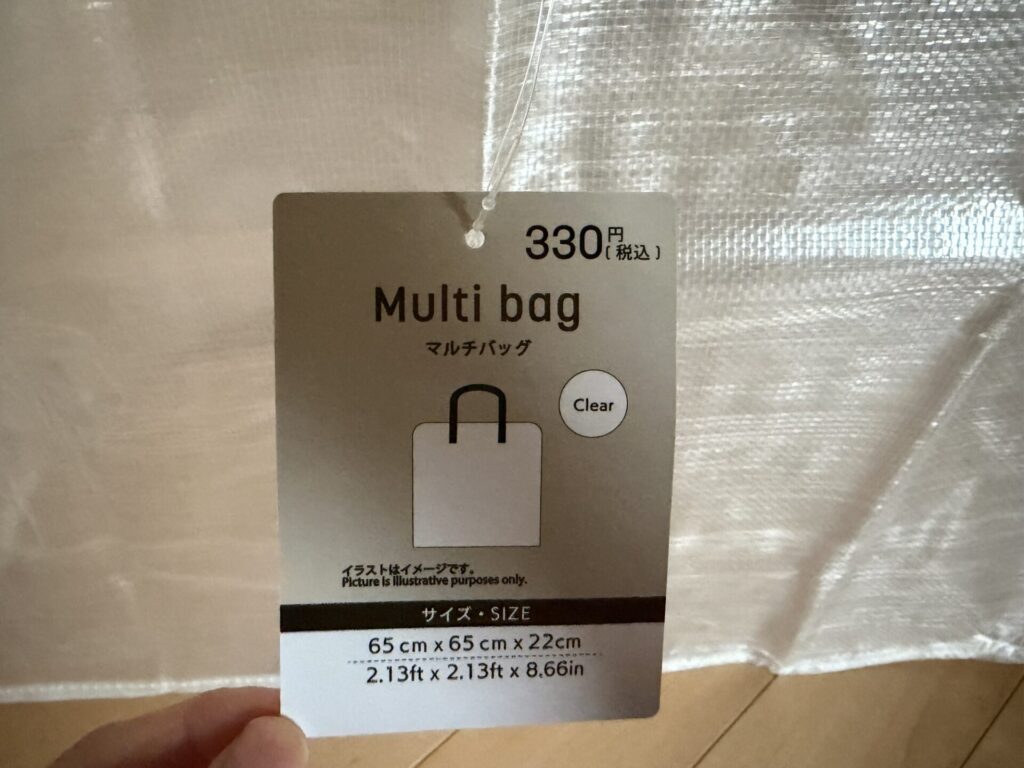 330円(税込)
Multi bag
マルチバッグ
Clear
イラストはイメージです。
Picture is illustrative purposes only.
サイズ・SIZE
65cm x 65cm x 22cm
2.13ft x 2.13ft x 8.66in